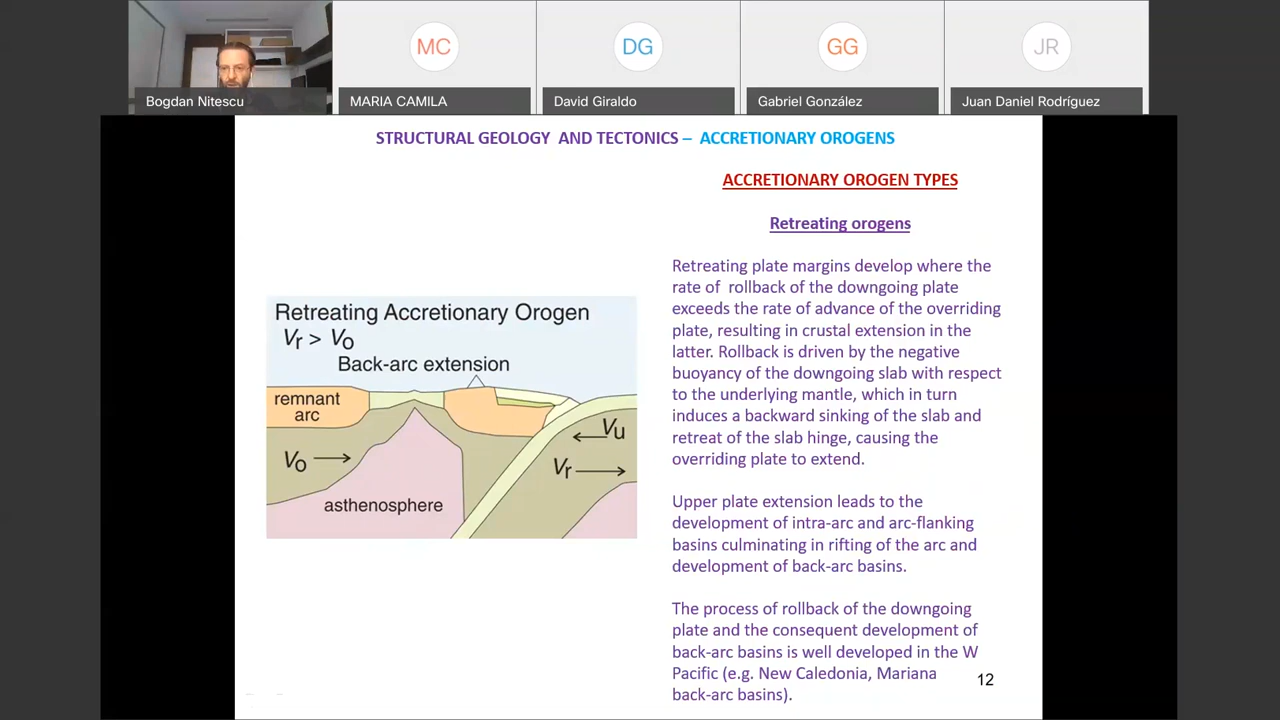 MC
DG
GG
JR
Bogdan Nitescu
MARIA CAMILA
David Giraldo
Gabriel González
Juan Daniel Rodríguez
STRUCTURAL GEOLOGY AND TECTONICS – ACCRETIONARY OROGENS
ACCRETIONARY OROGEN TYPES
Retreating orogens
Retreating plate margins develop where the
rate of rollback of the downgoing plate
exceeds the rate of advance of the overriding
plate, resulting in crustal extension in the
latter. Rollback is driven by the negative
buoyancy of the downgoing slab with respect
to the underlying mantle, which in turn
induces a backward sinking of the slab and
retreat of the slab hinge, causing the
overriding plate to extend.
Upper plate extension leads to the
development of intra-arc and arc-flanking
basins culminating in rifting of the arc and
development of back-arc basins.
The process of rollback of the downgoing
plate and the consequent development of
back-arc basins is well developed in the W
Pacific (e.g. New Caledonia, Mariana
back-arc basins).
Retreating Accretionary Orogen
Vr > Vo
Back-arc extension
remnant
arc
Vu
Vo
Vr
asthenosphere
12